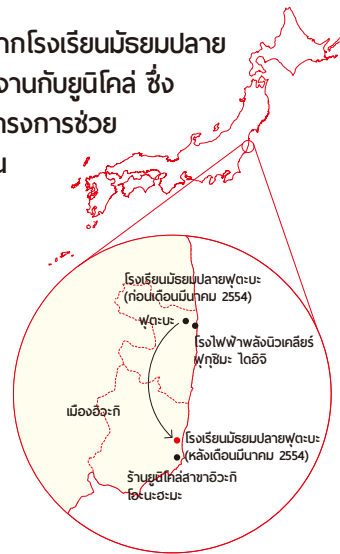 ากโรงเรียนมัธยมปลาย
งานกับยูนิโคล่ ซึ่ง
ครงการช่วย
น
โรงเรียนมัธยมปลายฟุตะบะ
(ก่อนเดือนมีนาคม 2554)
ฟุตะบะ
โรงไฟฟ้าพลังนิวเคลียร์
ฟุกุชิมะ ไดอิจิ
เมืองอิวะกิ
โรงเรียนมัธยมปลายฟุตะบะ
(หลังเดือนมีนาคม 2554)
ร้านยูนิโคล่สาขาอิวะกิ
โอะนะฮะมะ